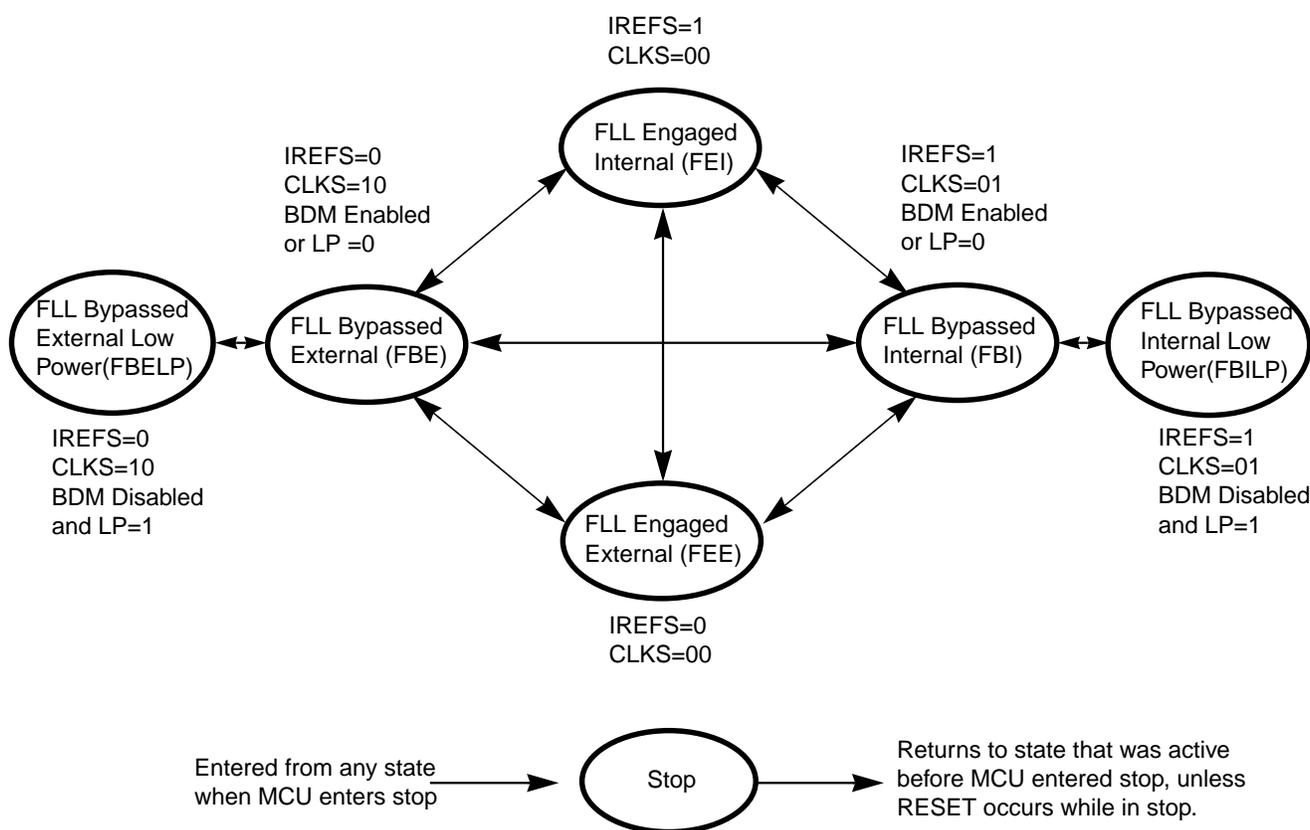 IREFS=1
CLKS=00
FLL Engaged
Internal (FEI)
IREFS=0
CLKS=10
BDM Enabled
or LP =0
IREFS=1
CLKS=01
BDM Enabled
or LP=0
FLL Bypassed
External Low
Power(FBELP)
FLL Bypassed
External (FBE)
FLL Bypassed
Internal (FBI)
FLL Bypassed
Internal Low
Power(FBILP)
IREFS=0
CLKS=10
BDM Disabled
and LP=1
IREFS=1
CLKS=01
BDM Disabled
and LP=1
FLL Engaged
External (FEE)
IREFS=0
CLKS=00
Entered from any state
when MCU enters stop
Stop
Returns to state that was active
before MCU entered stop, unless
RESET occurs while in stop.